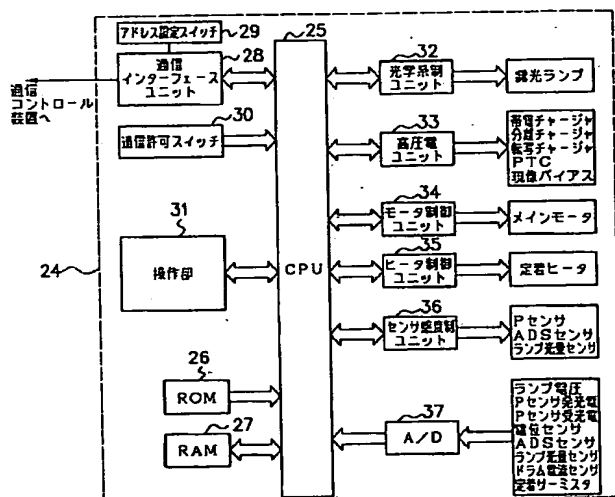 アドレス設定スイッチ
29
25
通信
インターフェース
ユニット
28
通信
コントロール
装置へ
通信許可スイッチ
30
31
操作部
24
26
ROM
27
RAM
CPU
32
光学系制
ユニット
露光ランプ
33
高圧電
ユニット
帯電チャージャ
分離チャージャ
転写チャージャ
PTC
現像バイアス
34
モータ制御
ユニット
メインモータ
35
ヒータ制御
ユニット
定着ヒータ
36
センサ感度制
ユニット
Pセンサ
ADSセンサ
ランプ光量センサ
37
A/D
ランプ電圧
Pセンサ発光電
Pセンサ受光電
電位センサ
ADSセンサ
ランプ光量センサ
ドラム電流センサ
定着サーミスタ